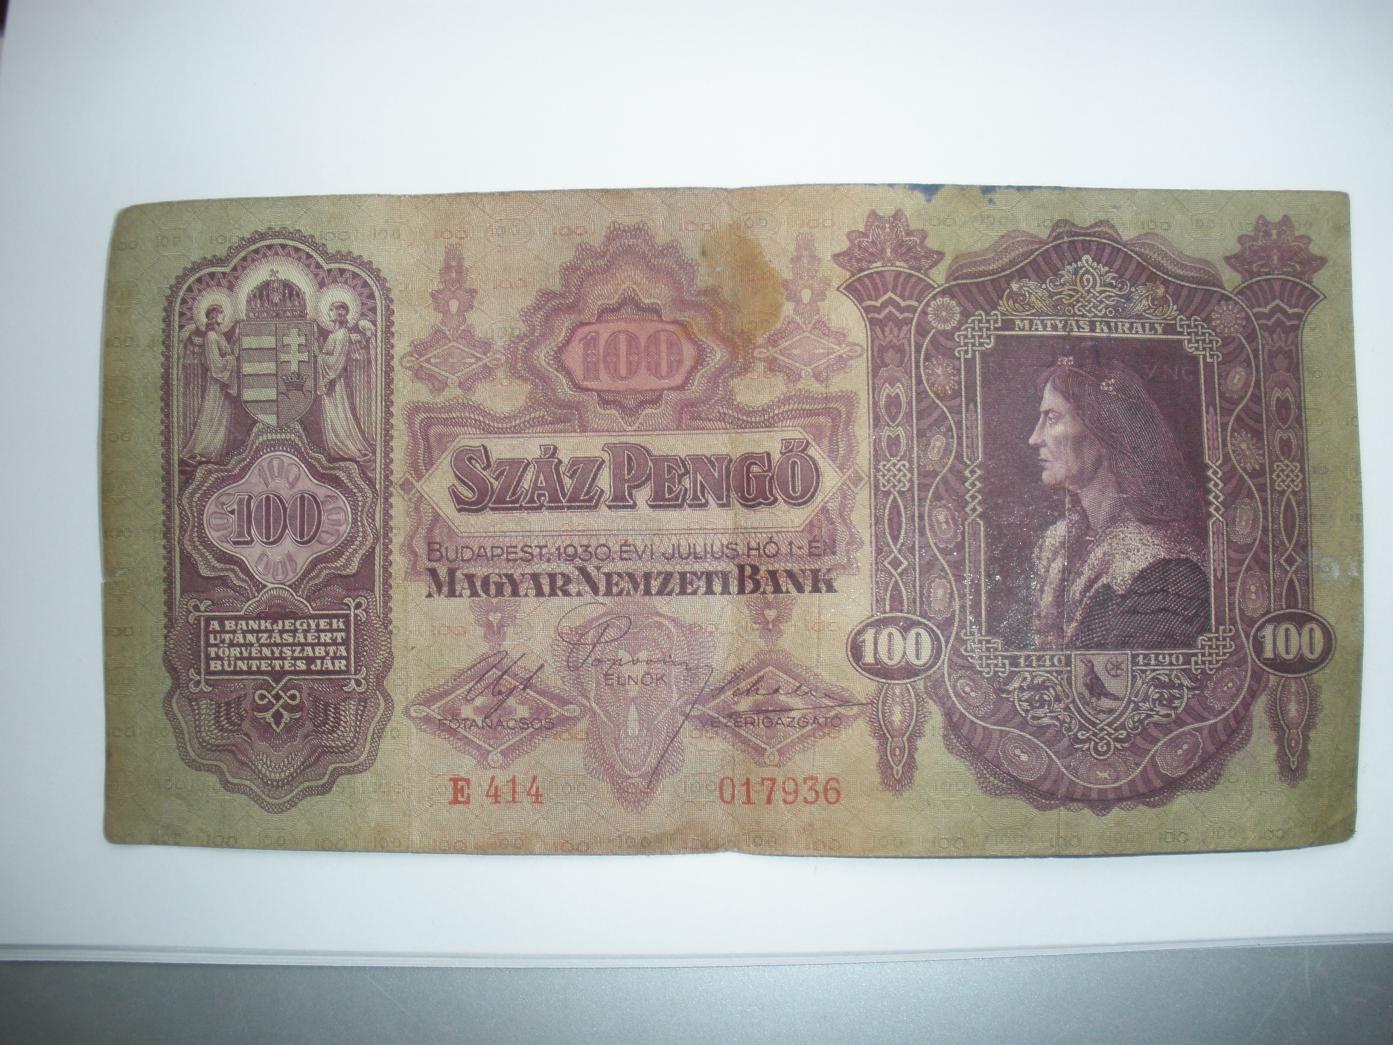 100
A BANKJEGYEK
UTÁNZÁSÁÉRT
TÖRVÉNYSZABTA
BÜNTETÉS JÁR
100
SZÁZ PENGŐ
BUDAPEST, 1930. ÉVI JULIUS HÓ 1-ÉN
MAGYAR NEMZETI BANK
ELNÖK
FŐTANÁCSOS
VEZÉRIGAZGATÓ
E 414 017936
MÁTYÁS KIRÁLY
100 100
1440 1490